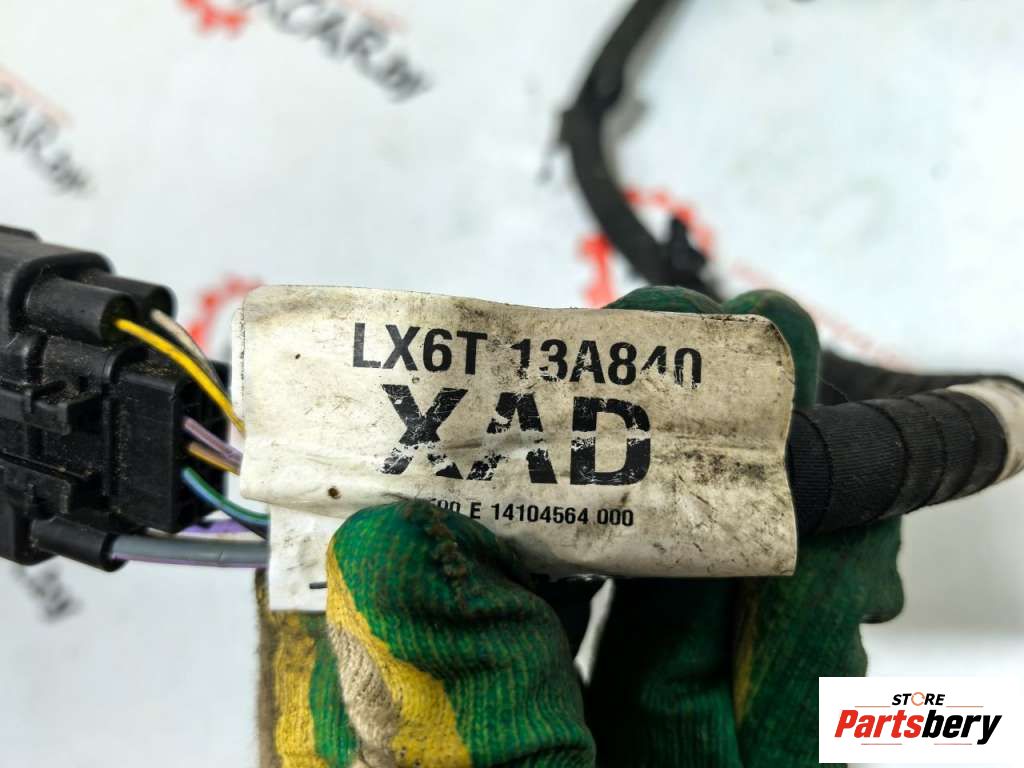 LX6T 13A840
XAD
E 14104564 000
STORE
Partsbery